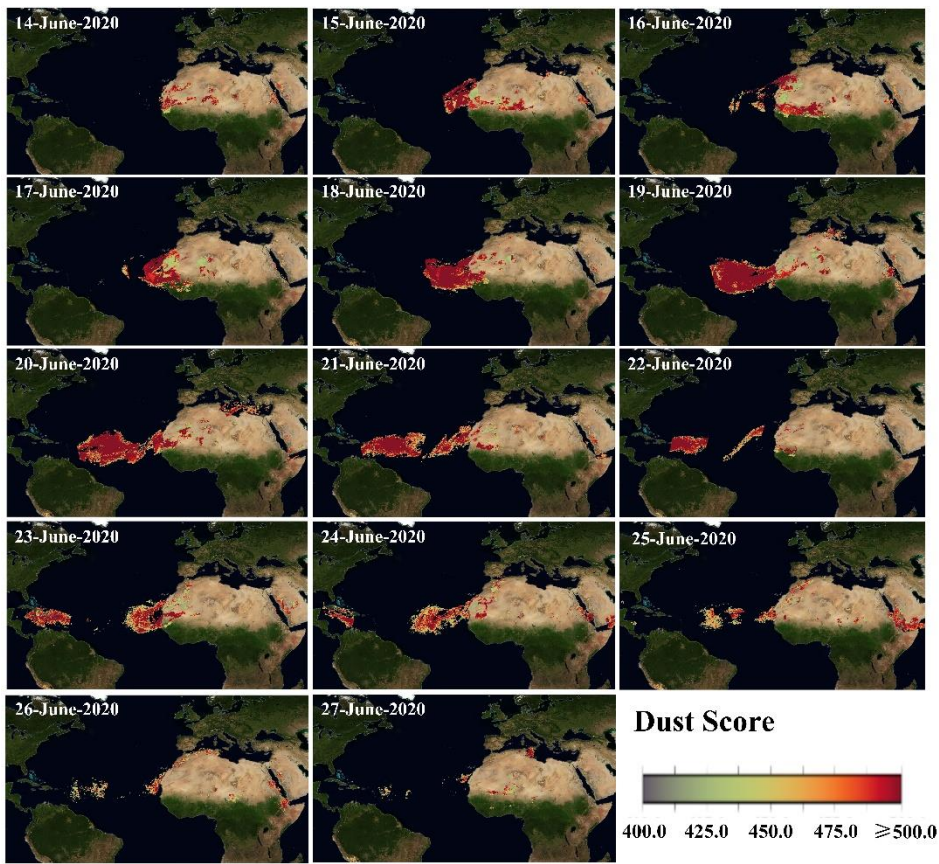 14-June-2020
15-June-2020
16-June-2020
17-June-2020
18-June-2020
19-June-2020
20-June-2020
21-June-2020
22-June-2020
23-June-2020
24-June-2020
25-June-2020
26-June-2020
27-June-2020
Dust Score
400.0 425.0 450.0 475.0 ≥500.0